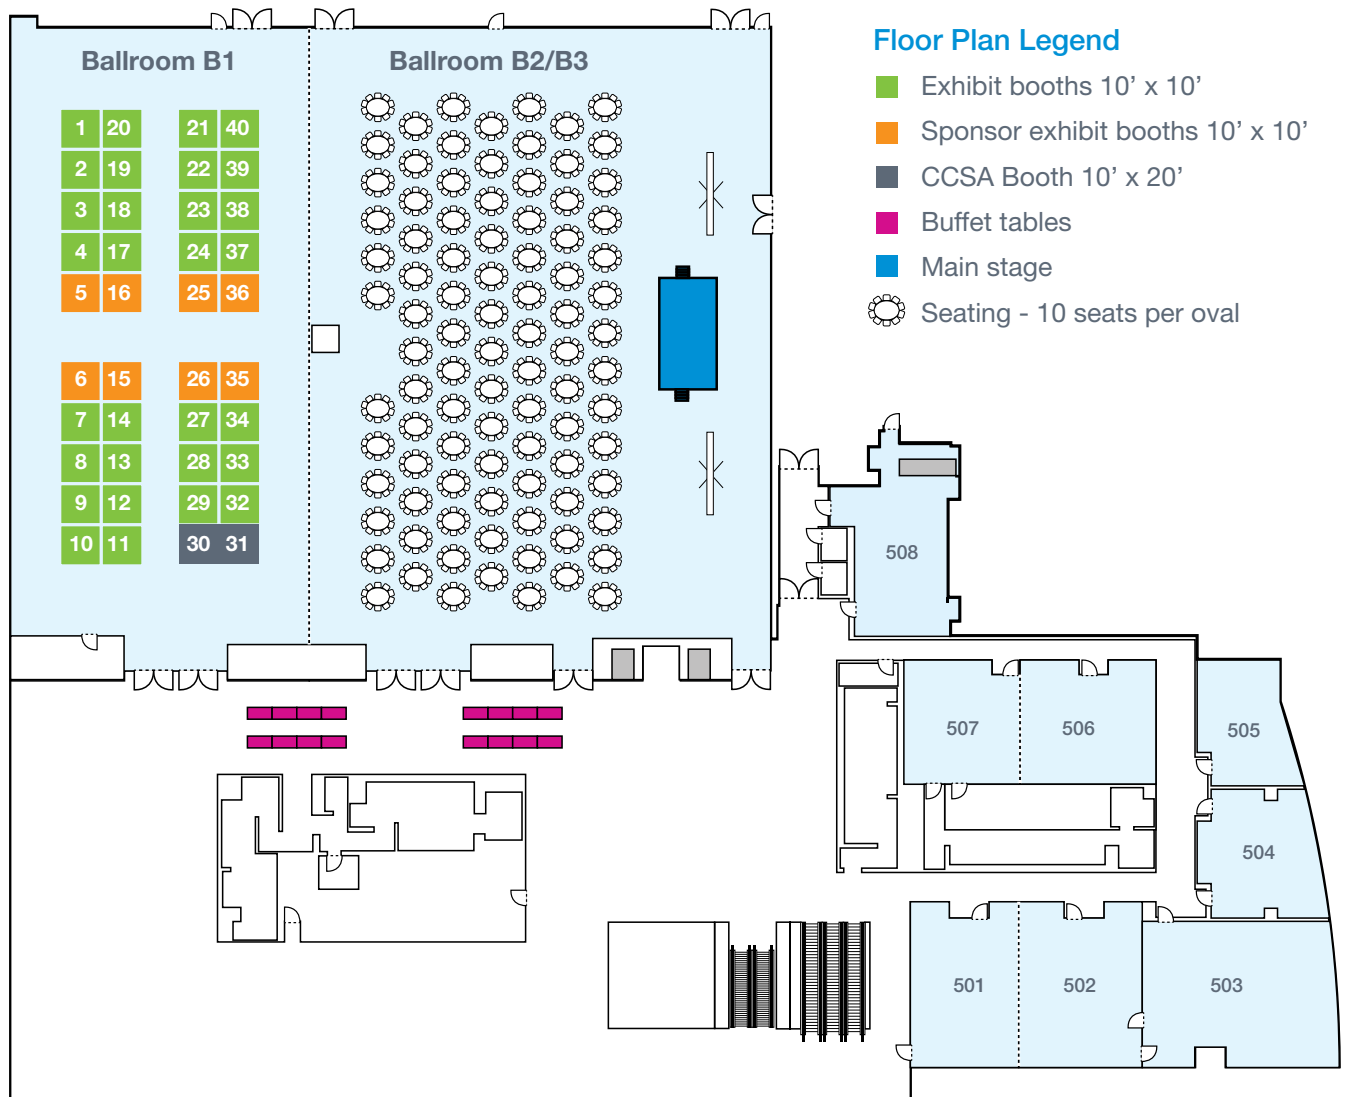 Ballroom B1
Ballroom B2/B3
Floor Plan Legend
Exhibit booths 10’ x 10’
Sponsor exhibit booths 10’ x 10’
CCSA Booth 10’ x 20’
Buffet tables
Main stage
Seating - 10 seats per oval
1 20 21 40
2 19 22 39
3 18 23 38
4 17 24 37
5 16 25 36
6 15 26 35
7 14 27 34
8 13 28 33
9 12 29 32
10 11 30 31
508
507 506 505
504
501 502 503